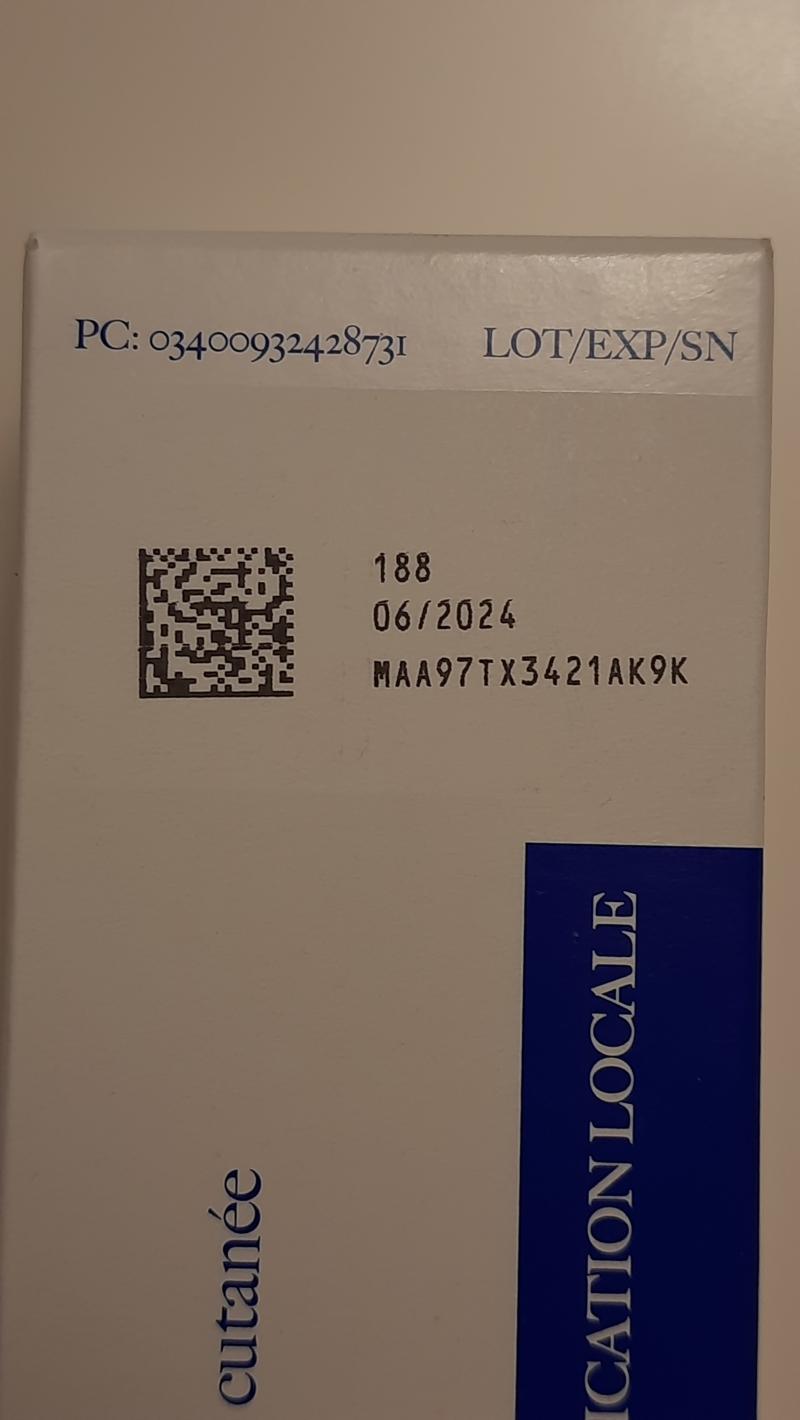 PC: 03400932428731 LOT/EXP/SN
188
06/2024
MAA97TX3421AK9K
cutanée
ICATION LOCALE